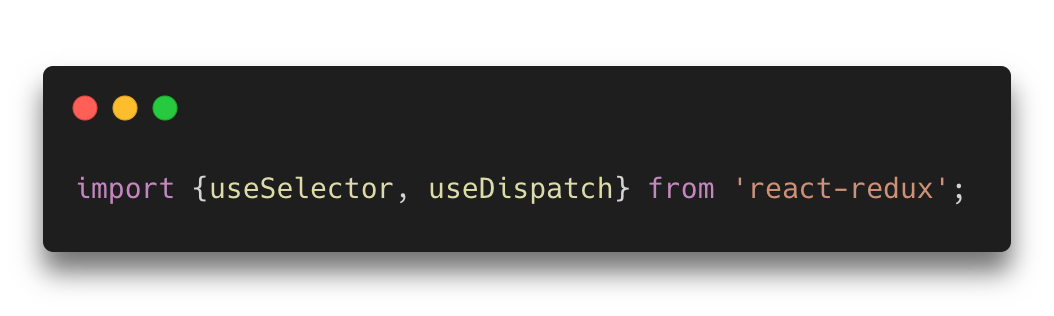 import {useSelector, useDispatch} from 'react-redux';